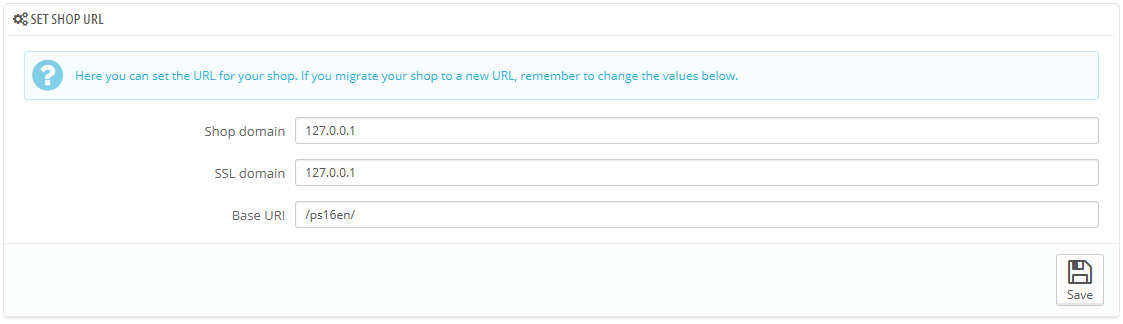 SET SHOP URL
?
Here you can set the URL for your shop. If you migrate your shop to a new URL, remember to change the values below.
Shop domain 127.0.0.1
SSL domain 127.0.0.1
Base URI /ps16en/
Save